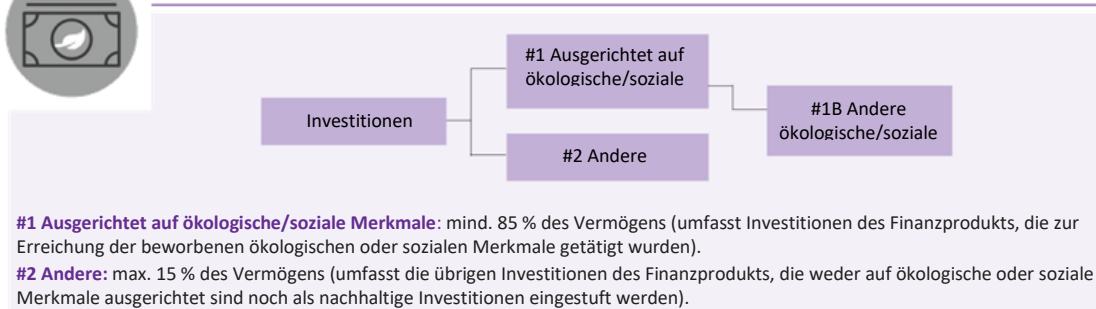 #1 Ausgerichtet auf
ökologische/soziale
Investitionen
#1B Andere
ökologische/soziale
#2 Andere
#1 Ausgerichtet auf ökologische/soziale Merkmale: mind. 85 % des Vermögens (umfasst Investitionen des Finanzprodukts, die zur
Erreichung der beworbenen ökologischen oder sozialen Merkmale getätigt wurden).
#2 Andere: max. 15 % des Vermögens (umfasst die übrigen Investitionen des Finanzprodukts, die weder auf ökologische oder soziale
Merkmale ausgerichtet sind noch als nachhaltige Investitionen eingestuft werden).